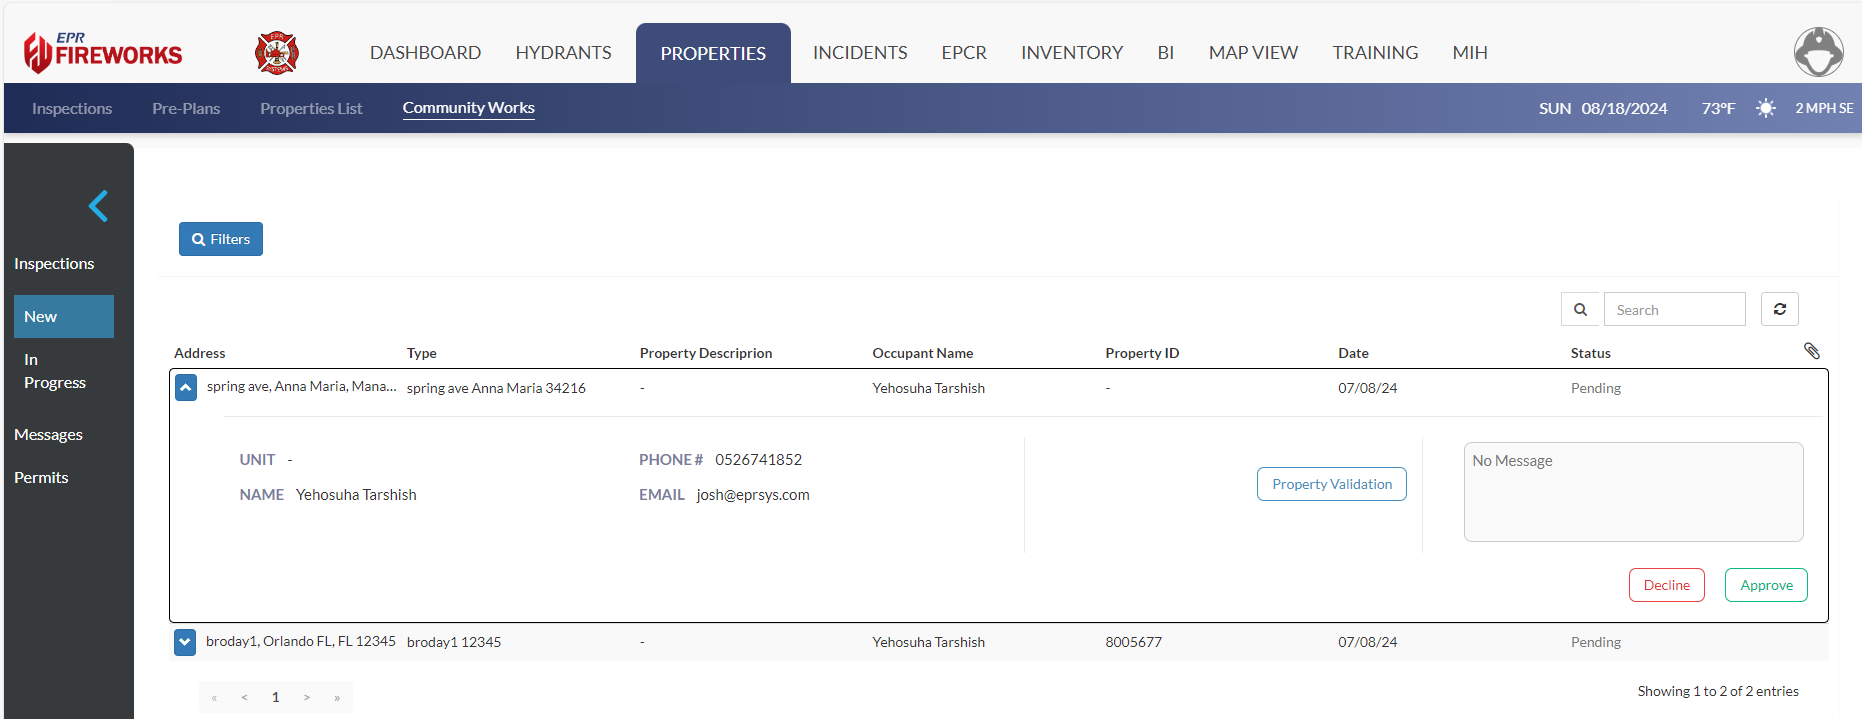 EPR
FIREWORKS
EPR
SYSTEMS
DASHBOARD HYDRANTS PROPERTIES INCIDENTS EPCR INVENTORY BI MAP VIEW TRAINING MIH
Inspections Pre-Plans Properties List Community Works SUN 08/18/2024 73°F 2 MPH SE
Inspections
New
In
Progress
Messages
Permits
Filters
Search
Address Type Property Descriprion Occupant Name Property ID Date Status
spring ave, Anna Maria, Mana... spring ave Anna Maria 34216 - Yehosuha Tarshish - 07/08/24 Pending
UNIT - PHONE # 0526741852
NAME Yehosuha Tarshish EMAIL josh@eprsys.com
Property Validation
No Message
Decline Approve
broday1, Orlando FL, FL 12345 broday1 12345 - Yehosuha Tarshish 8005677 07/08/24 Pending
« < 1 > »
Showing 1 to 2 of 2 entries